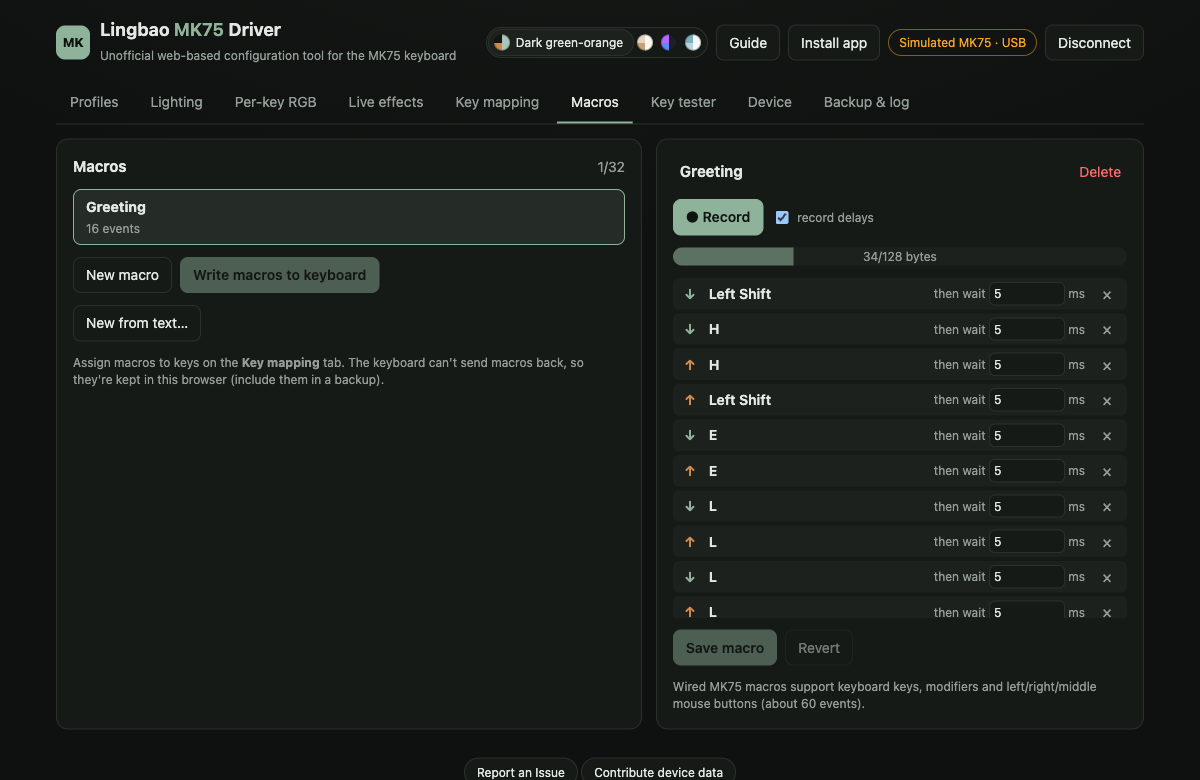 MK
Lingbao MK75 Driver
Unofficial web-based configuration tool for the MK75 keyboard
Dark green-orange
Guide
Install app
Simulated MK75 · USB
Disconnect
Profiles
Lighting
Per-key RGB
Live effects
Key mapping
Macros
Key tester
Device
Backup & log
Macros
1/32
Greeting
16 events
New macro
Write macros to keyboard
New from text...
Assign macros to keys on the Key mapping tab. The keyboard can't send macros back, so
they're kept in this browser (include them in a backup).
Greeting
Delete
● Record
record delays
34/128 bytes
↓ Left Shift then wait 5 ms ×
↓ H then wait 5 ms ×
↑ H then wait 5 ms ×
↑ Left Shift then wait 5 ms ×
↓ E then wait 5 ms ×
↑ E then wait 5 ms ×
↓ L then wait 5 ms ×
↑ L then wait 5 ms ×
↓ L then wait 5 ms ×
↑ L then wait 5 ms ×
Save macro
Revert
Wired MK75 macros support keyboard keys, modifiers and left/right/middle
mouse buttons (about 60 events).
Report an Issue
Contribute device data